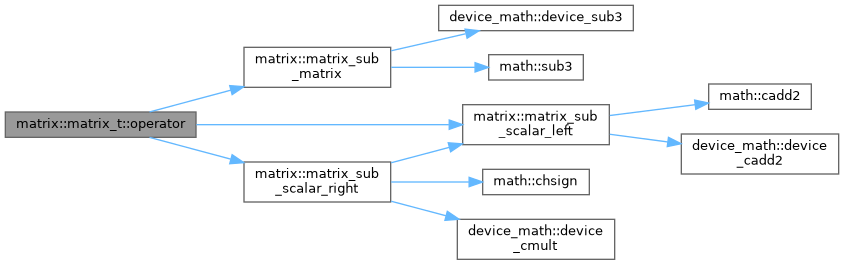 matrix::matrix_t::operator
matrix::matrix_sub
_matrix
device_math::device_sub3
math::sub3
matrix::matrix_sub
_scalar_left
math::cadd2
device_math::device
_cadd2
matrix::matrix_sub
_scalar_right
math::chsign
device_math::device
_cmult